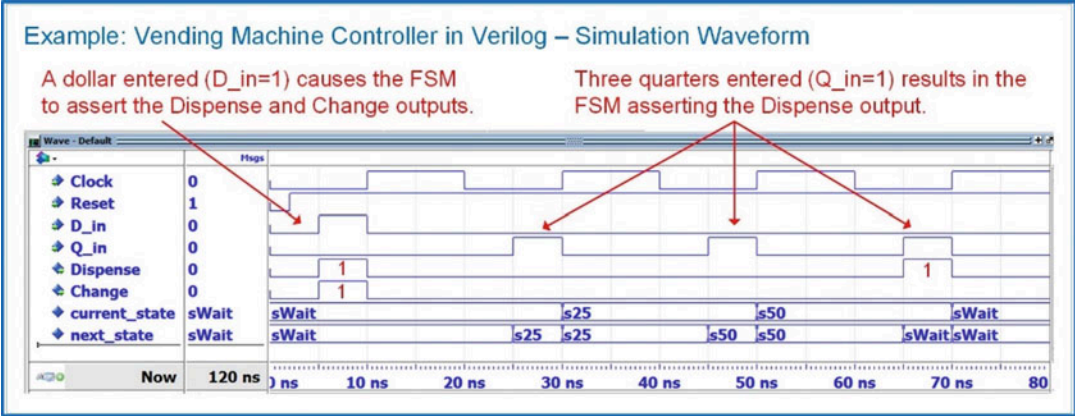 Example: Vending Machine Controller in Verilog – Simulation Waveform
A dollar entered (D_in=1) causes the FSM
to assert the Dispense and Change outputs.
Three quarters entered (Q_in=1) results in the
FSM asserting the Dispense output.
Wave - Default
Msgs
Clock 0
Reset 1
D_in 0
Q_in 0
Dispense 0 1 1
Change 0 1
current_state sWait sWait s25 s50 sWait
next_state sWait sWait s25 s25 s50 s50 sWait sWait
Now 120 ns 0 ns 10 ns 20 ns 30 ns 40 ns 50 ns 60 ns 70 ns 80